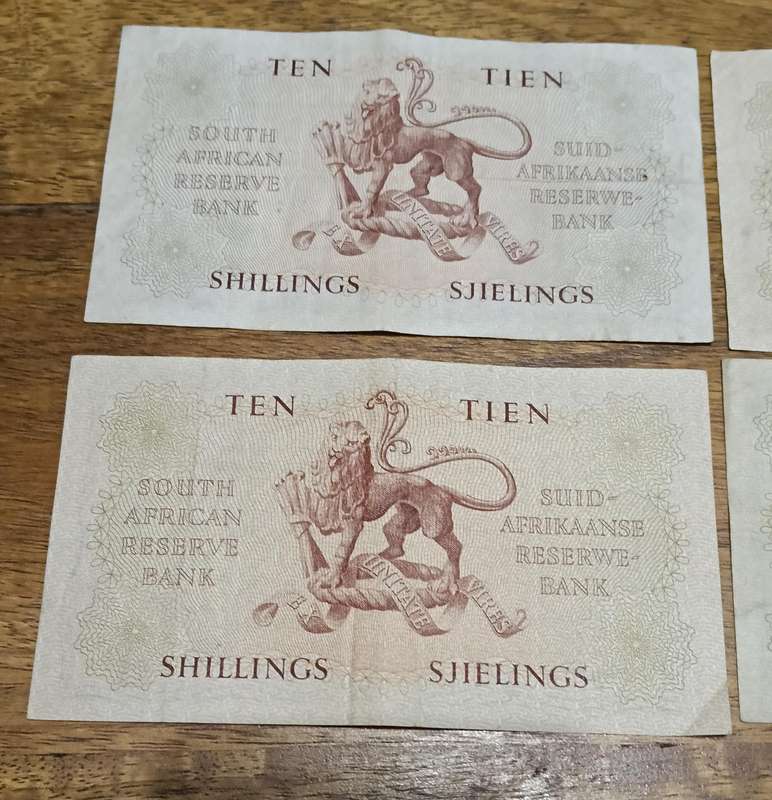 TEN TIEN
SOUTH
AFRICAN
RESERVE
BANK
SUID-
AFRIKAANSE
RESERWE-
BANK
EX UNITATE VIRES
SHILLINGS SJIELINGS
TEN TIEN
SOUTH
AFRICAN
RESERVE
BANK
SUID-
AFRIKAANSE
RESERWE-
BANK
EX UNITATE VIRES
SHILLINGS SJIELINGS